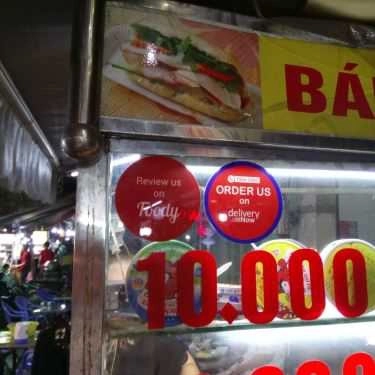 BÁ
Review us
on
Foody
ORDER US
on
delivery
Now
10.000